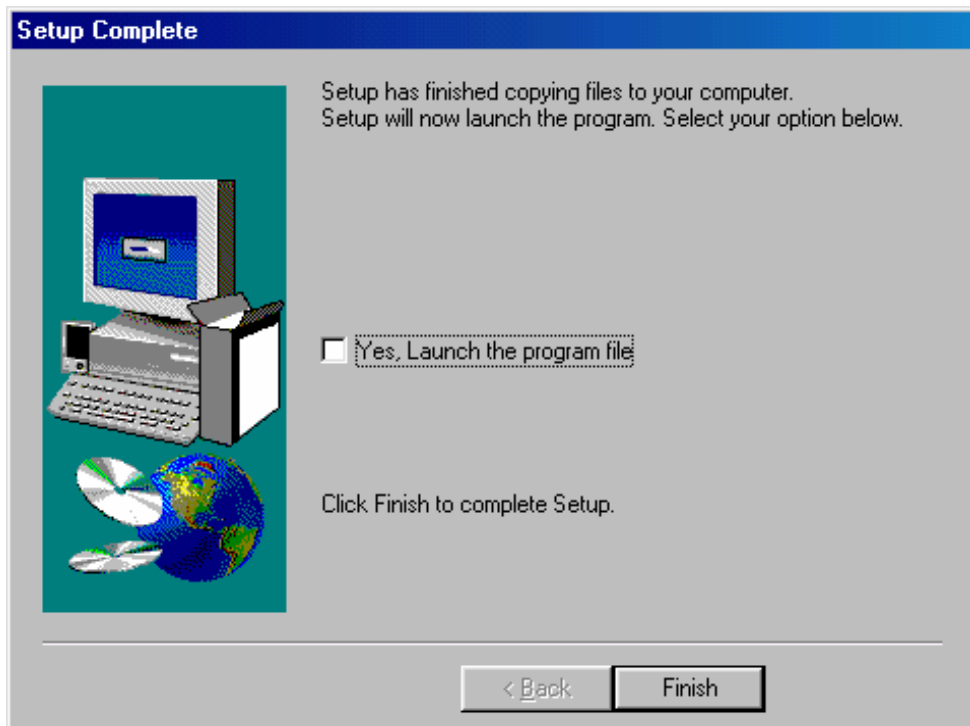 Setup Complete
Setup has finished copying files to your computer.
Setup will now launch the program. Select your option below.
Yes, Launch the program file
Click Finish to complete Setup.
< Back
Finish